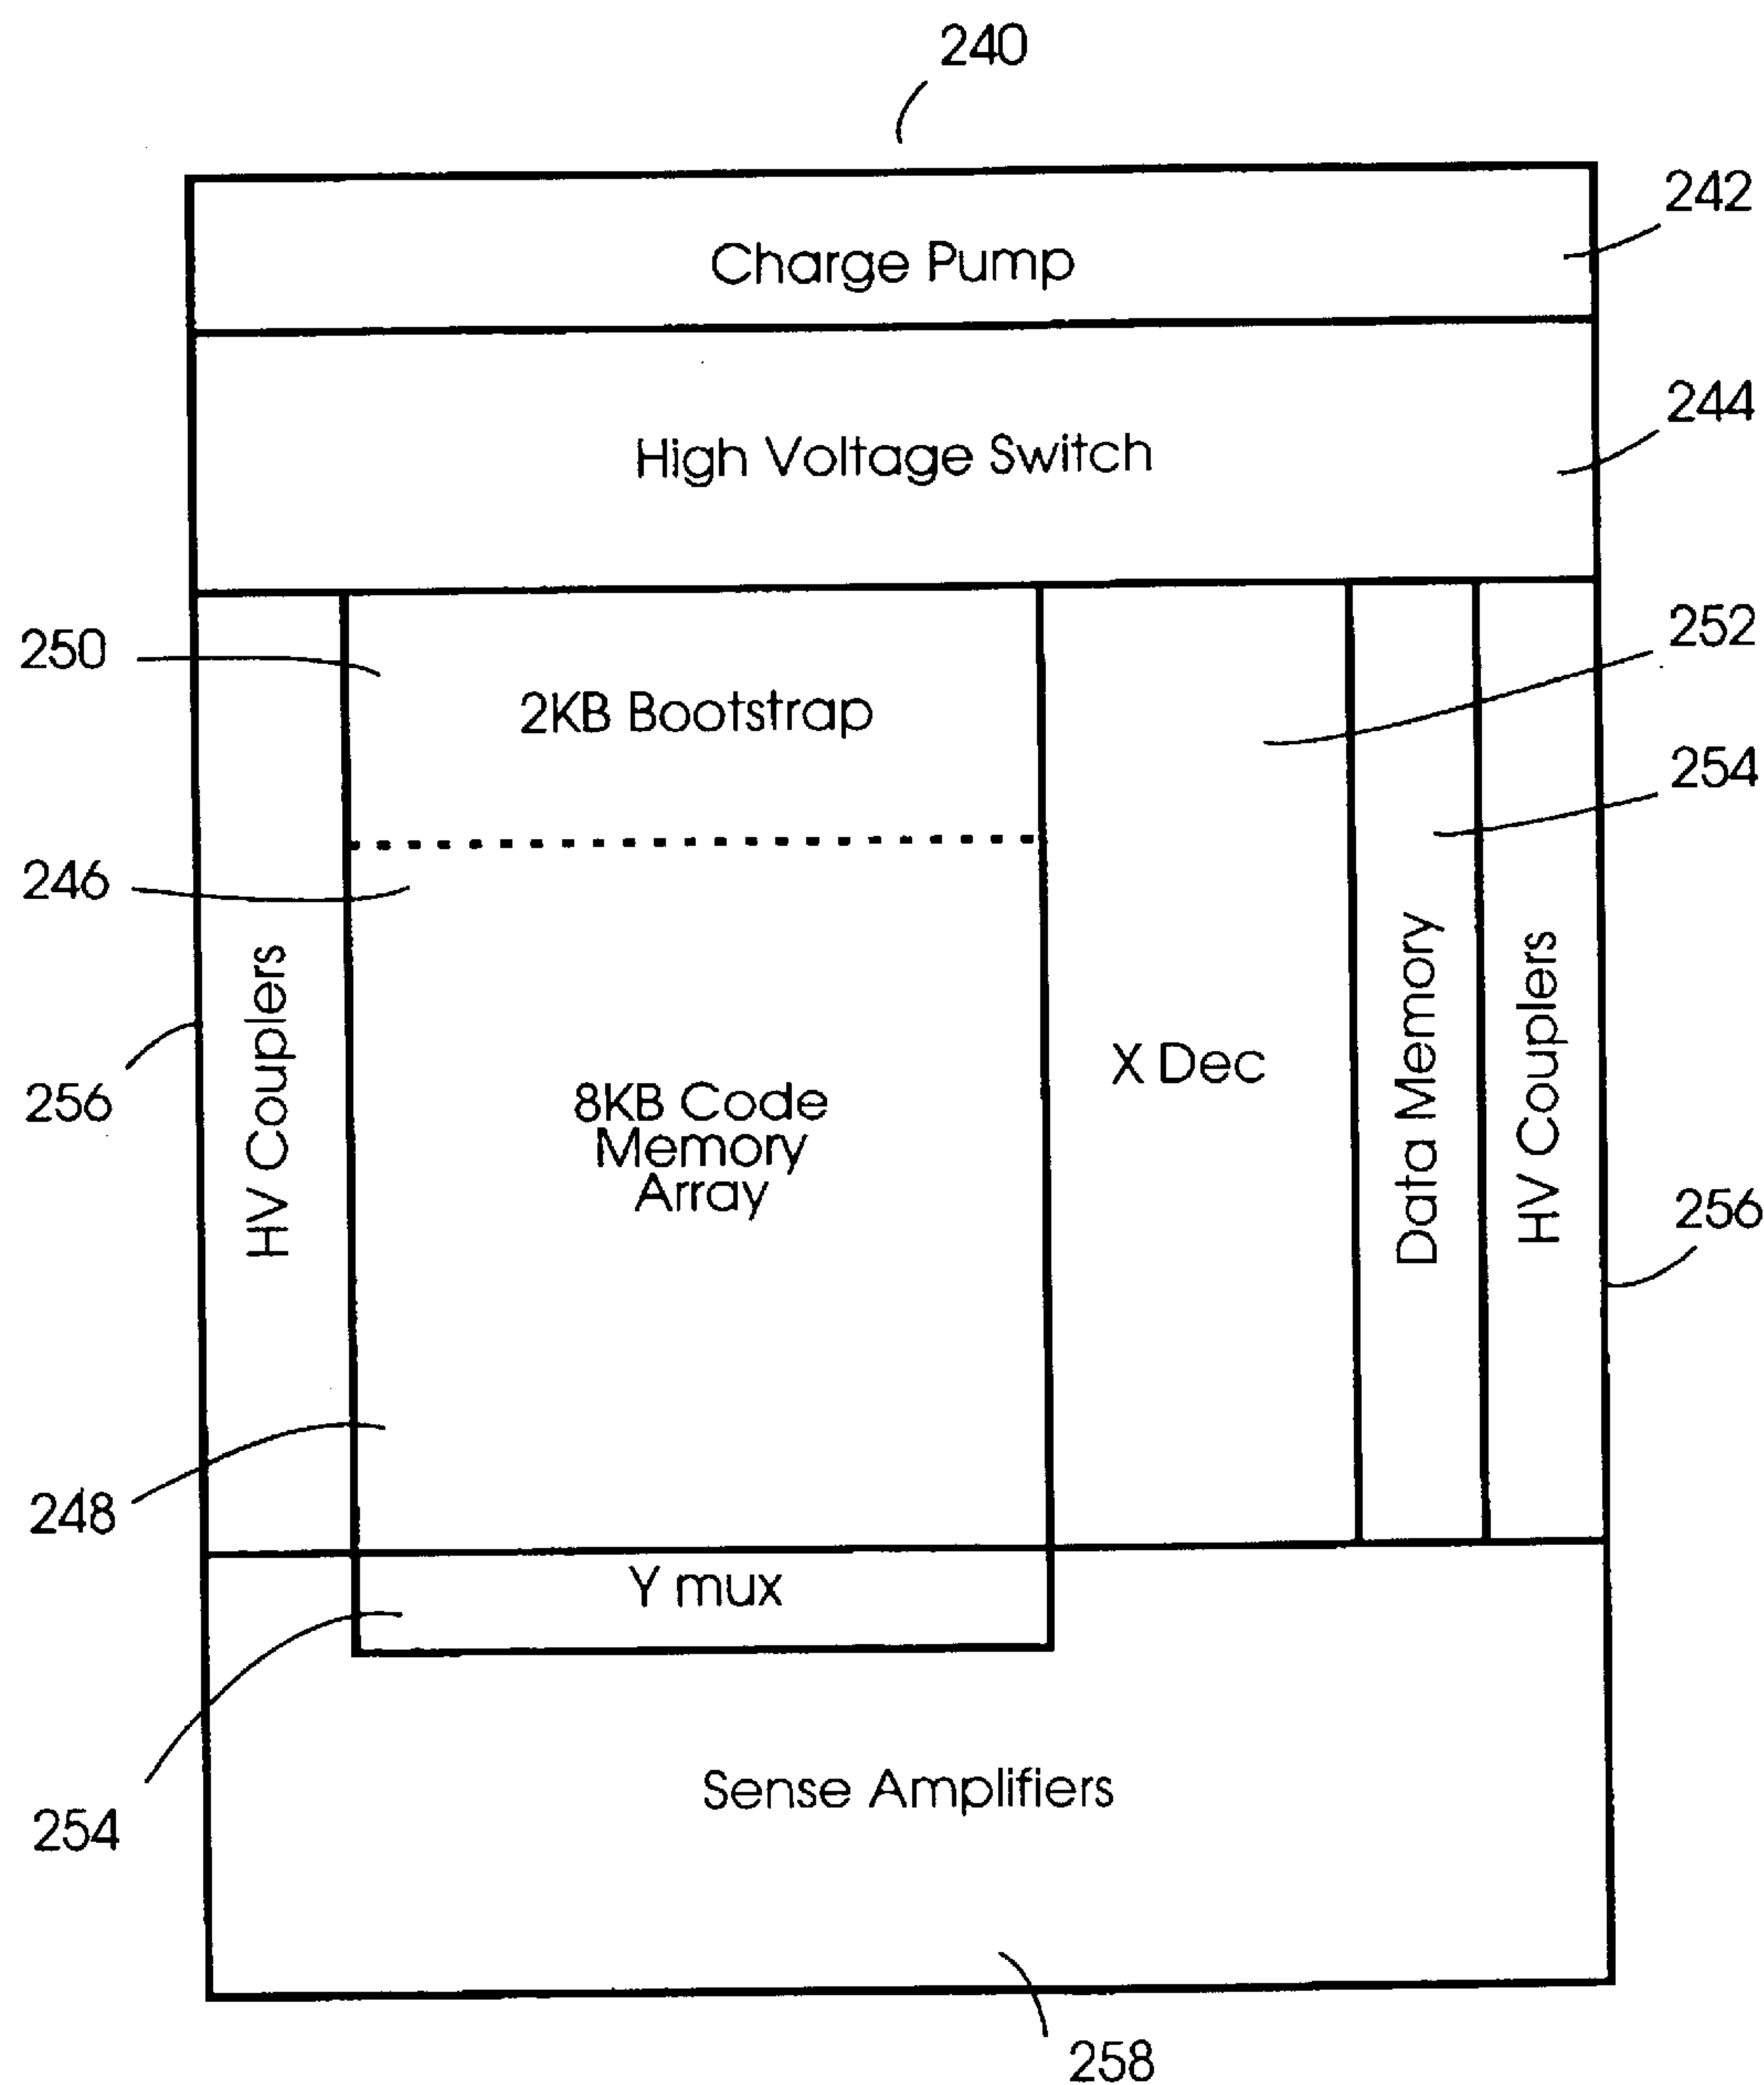 240
242
Charge Pump
244
High Voltage Switch
250
252
2KB Bootstrap
254
246
HV Couplers
256
8KB Code
Memory
Array
X Dec
Data Memory
HV Couplers
256
248
Y mux
254
Sense Amplifiers
258